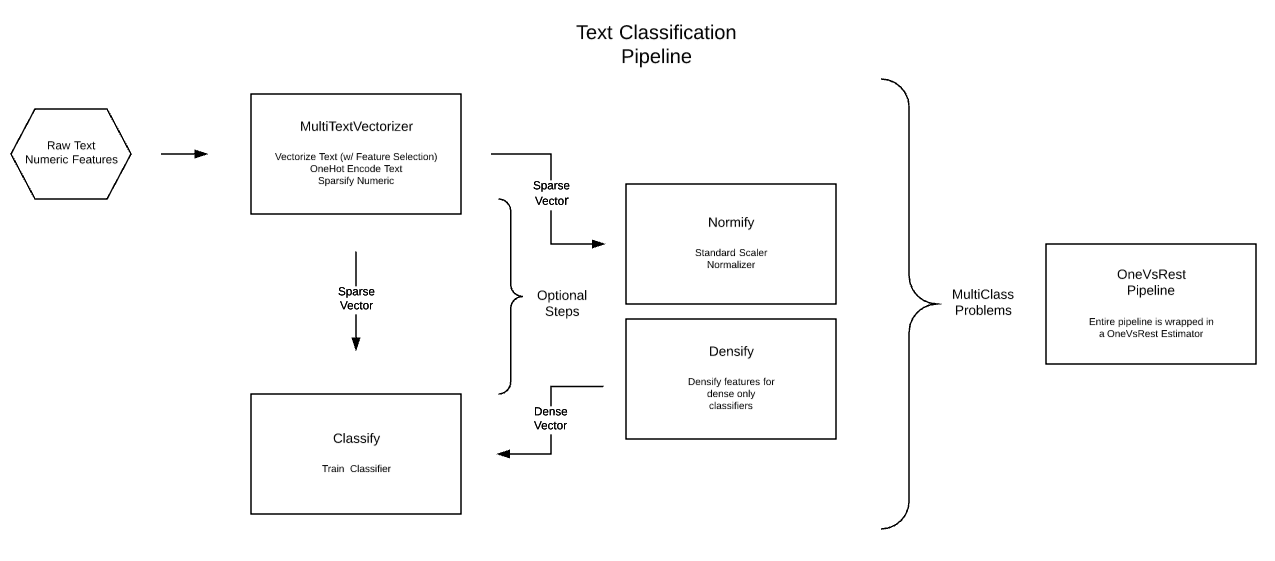 Text Classification
Pipeline
Raw Text
Numeric Features
MultiTextVectorizer
Vectorize Text (w/ Feature Selection)
OneHot Encode Text
Sparsify Numeric
Sparse
Vector
Normify
Standard Scaler
Normalizer
Sparse
Vector
Optional
Steps
Densify
Densify features for
dense only
classifiers
Dense
Vector
Classify
Train Classifier
MultiClass
Problems
OneVsRest
Pipeline
Entire pipeline is wrapped in
a OneVsRest Estimator